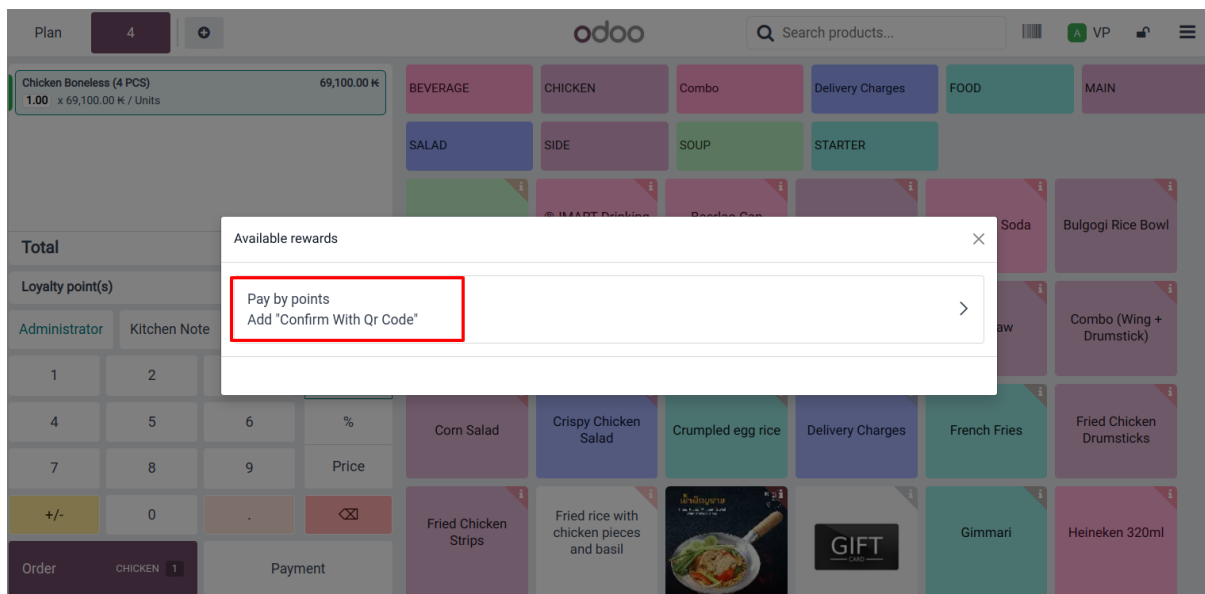 Plan
4
odoo
Search products...
A
VP
Chicken Boneless (4 PCS)
69,100.00 ₭
1.00 x 69,100.00 ₭ / Units
BEVERAGE
CHICKEN
Combo
Delivery Charges
FOOD
MAIN
SALAD
SIDE
SOUP
STARTER
Soda
Bulgogi Rice Bowl
Total
Available rewards
Loyalty point(s)
Pay by points
Add "Confirm With Qr Code"
Administrator
Kitchen Note
aw
Combo (Wing +
Drumstick)
1
2
4
5
6
%
Corn Salad
Crispy Chicken
Salad
Crumpled egg rice
Delivery Charges
French Fries
Fried Chicken
Drumsticks
7
8
9
Price
+/-
0
.
Fried Chicken
Strips
Fried rice with
chicken pieces
and basil
GIFT
CARD
Gimmari
Heineken 320ml
Order
CHICKEN 1
Payment